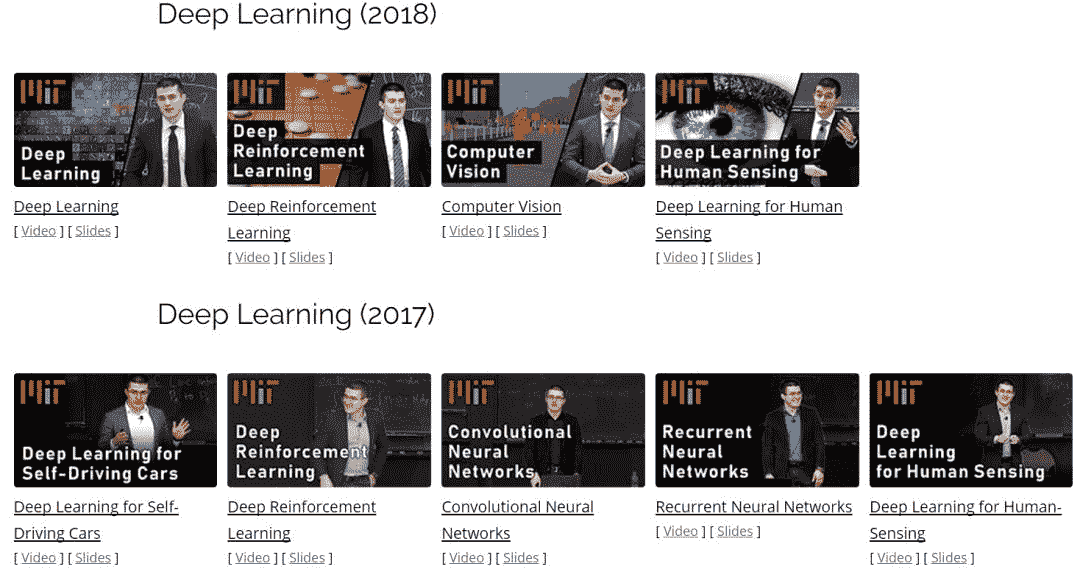 Deep Learning (2018)
MIT
Deep
Learning
MIT
Deep
Reinforcement
Learning
MIT
Computer
Vision
MIT
Deep Learning for
Human Sensing
Deep Learning
[ Video ] [ Slides ]
Deep Reinforcement
Learning
[ Video ] [ Slides ]
Computer Vision
[ Video ] [ Slides ]
Deep Learning for Human
Sensing
[ Video ] [ Slides ]
Deep Learning (2017)
MIT
Deep Learning for
Self-Driving Cars
MIT
Deep
Reinforcement
Learning
MIT
Convolutional
Neural
Networks
MIT
Recurrent
Neural
Networks
MIT
Deep
Learning
for Human Sensing
Deep Learning for Self-
Driving Cars
[ Video ] [ Slides ]
Deep Reinforcement
Learning
[ Video ] [ Slides ]
Convolutional Neural
Networks
[ Video ] [ Slides ]
Recurrent Neural Networks
[ Video ] [ Slides ]
Deep Learning for Human-
Sensing
[ Video ] [ Slides ]